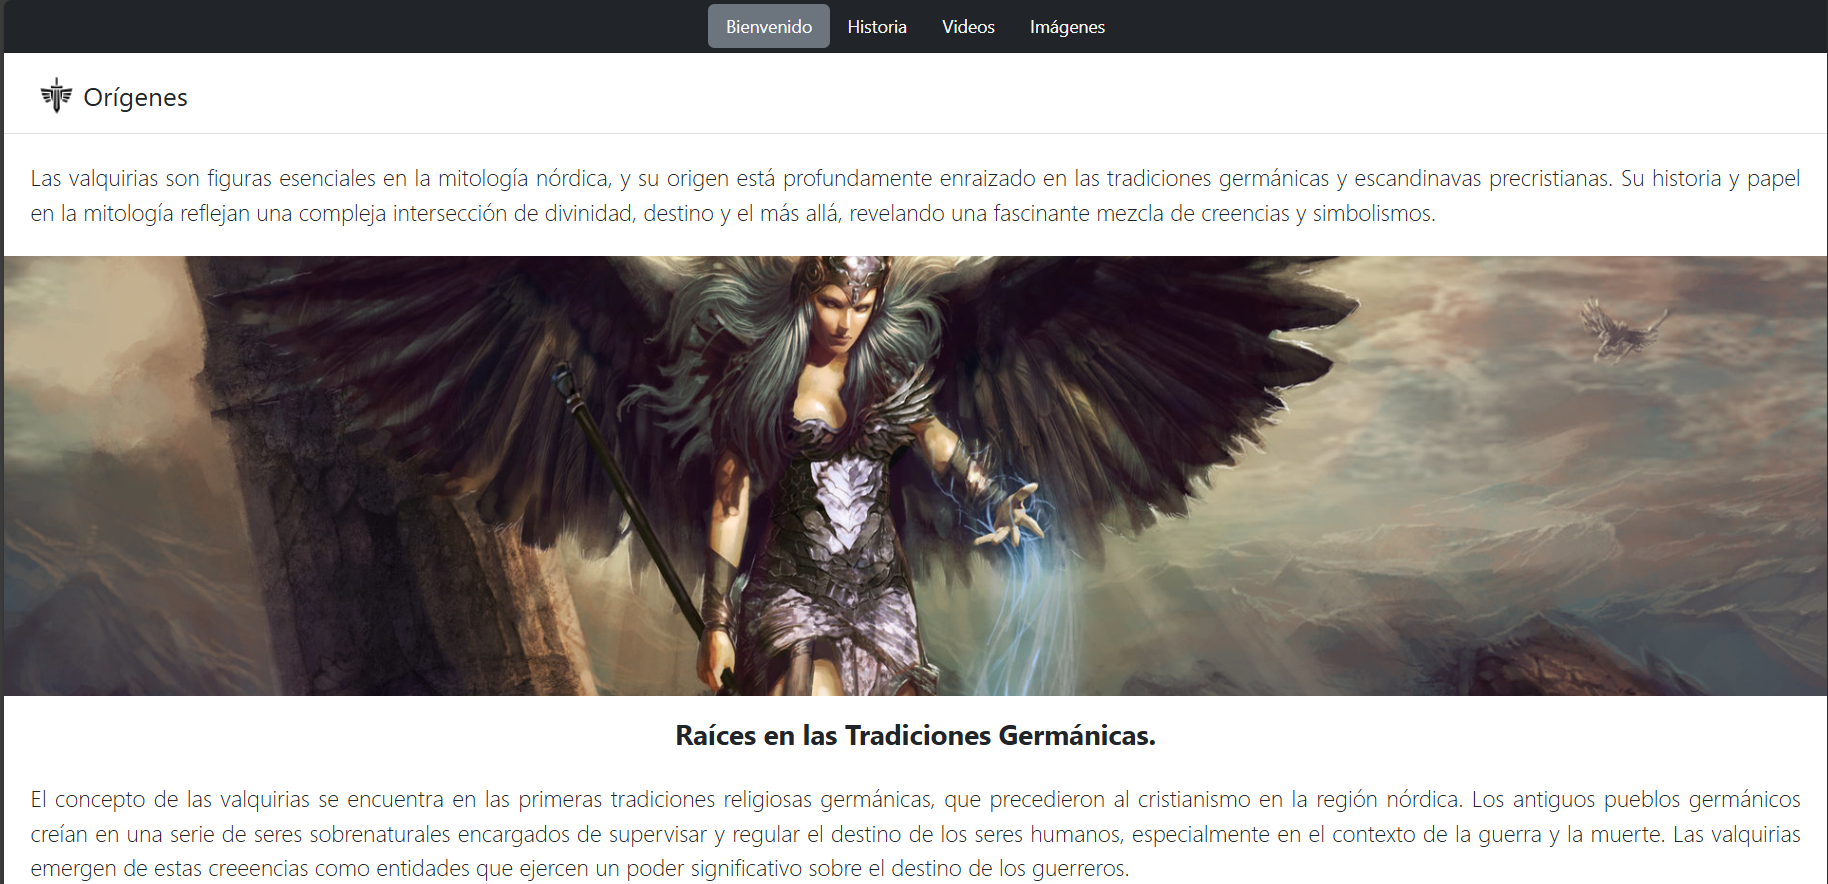 Bienvenido Historia Videos Imágenes
Orígenes
Las valquirias son figuras esenciales en la mitología nórdica, y su origen está profundamente enraizado en las tradiciones germánicas y escandinavas precristianas. Su historia y papel
en la mitología reflejan una compleja intersección de divinidad, destino y el más allá, revelando una fascinante mezcla de creencias y simbolismos.
Raíces en las Tradiciones Germánicas.
El concepto de las valquirias se encuentra en las primeras tradiciones religiosas germánicas, que precedieron al cristianismo en la región nórdica. Los antiguos pueblos germánicos
creían en una serie de seres sobrenaturales encargados de supervisar y regular el destino de los seres humanos, especialmente en el contexto de la guerra y la muerte. Las valquirias
emergen de estas creeencias como entidades que ejercen un poder significativo sobre el destino de los guerreros.